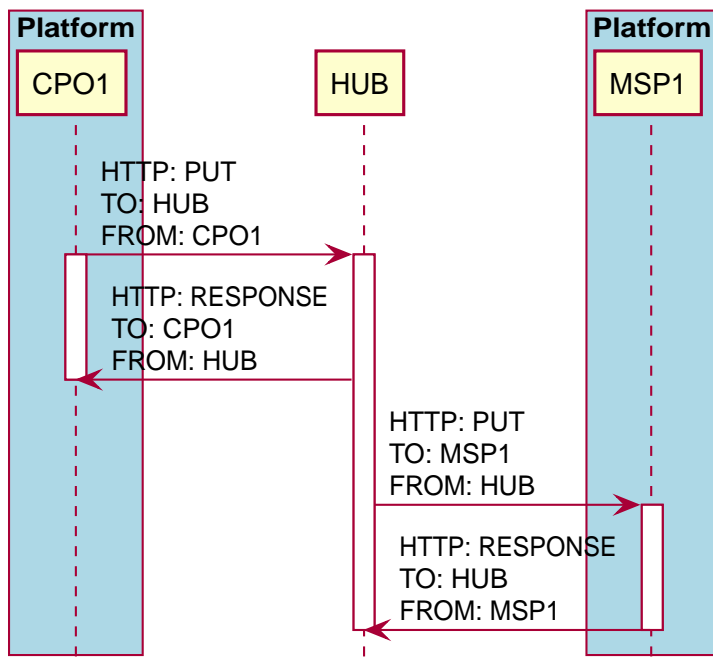 Platform
Platform
CPO1
HUB
MSP1
HTTP: PUT
TO: HUB
FROM: CPO1
HTTP: RESPONSE
TO: CPO1
FROM: HUB
HTTP: PUT
TO: MSP1
FROM: HUB
HTTP: RESPONSE
TO: HUB
FROM: MSP1